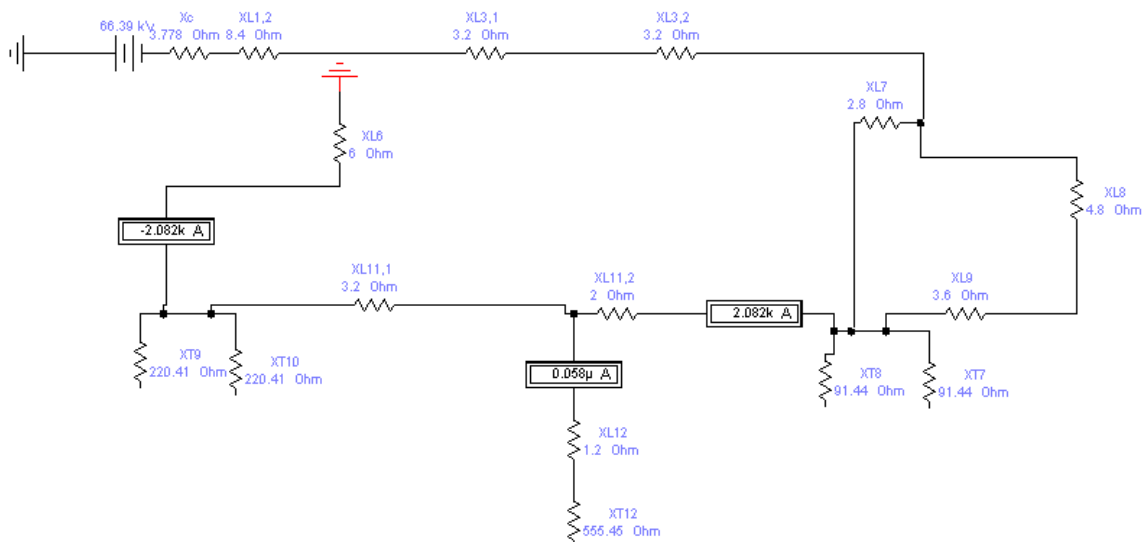 66.39 kV
Xc
3.778 Ohm
XL1,2
8.4 Ohm
XL3,1
3.2 Ohm
XL3,2
3.2 Ohm
XL7
2.8 Ohm
XL6
6 Ohm
XL8
4.8 Ohm
-2.082k A
XL11,1
3.2 Ohm
XL11,2
2 Ohm
2.082k A
XL9
3.6 Ohm
XT9
220.41 Ohm
XT10
220.41 Ohm
0.058µ A
XT8
91.44 Ohm
XT7
91.44 Ohm
XL12
1.2 Ohm
XT12
555.45 Ohm